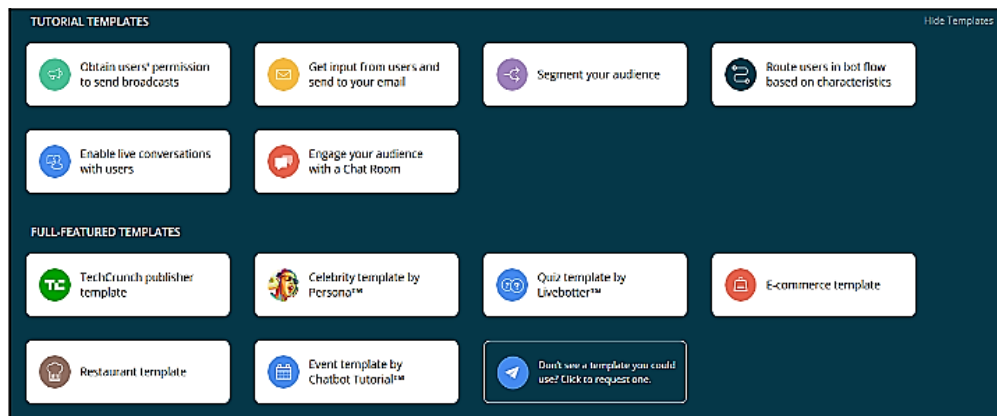 TUTORIAL TEMPLATES
Hide Templates
Obtain users' permission
to send broadcasts
Get input from users and
send to your email
Segment your audience
Route users in bot flow
based on characteristics
Enable live conversations
with users
Engage your audience
with a Chat Room
FULL-FEATURED TEMPLATES
TC
TechCrunch publisher
template
Celebrity template by
Persona™
??
Quiz template by
Livebotter™
E-commerce template
Restaurant template
Event template by
Chatbot Tutorial™
Don't see a template you could
use? Click to request one.